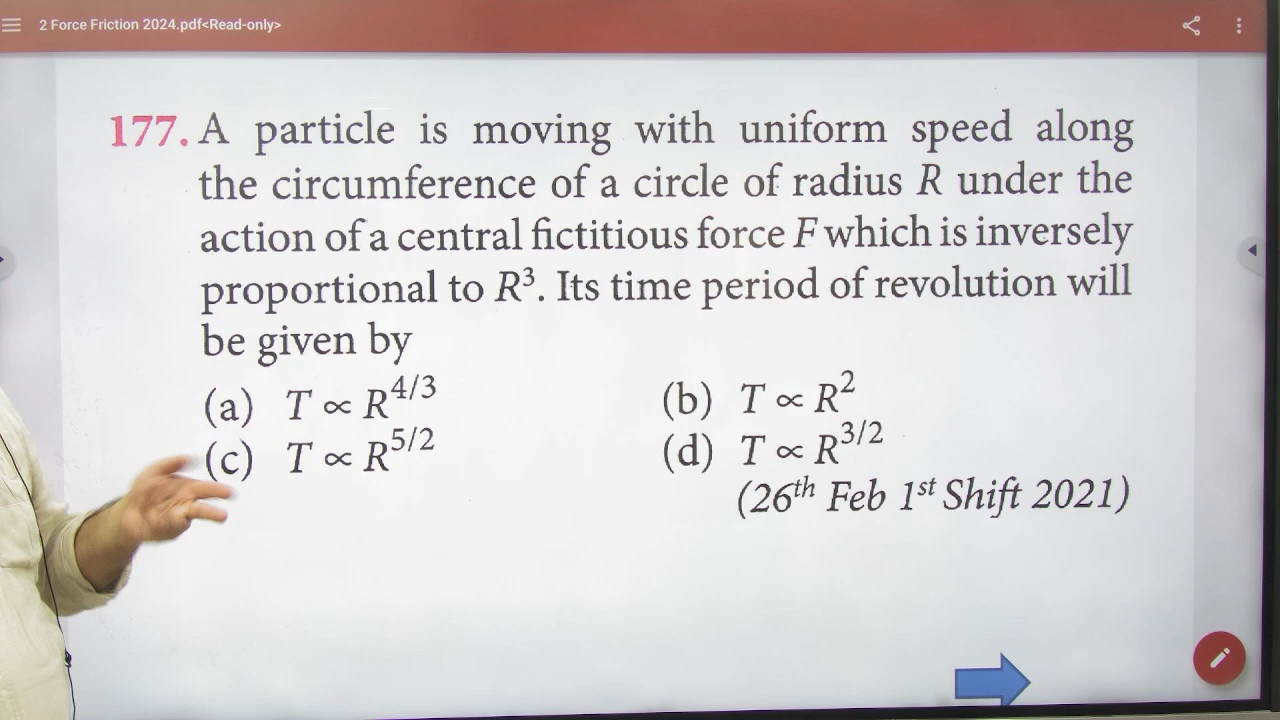 2 Force Friction 2024.pdf<Read-only>
177. A particle is moving with uniform speed along
the circumference of a circle of radius R under the
action of a central fictitious force F which is inversely
proportional to R³. Its time period of revolution will
be given by
(a) T ∝ R^{4/3} (b) T ∝ R²
(c) T ∝ R^{5/2} (d) T ∝ R^{3/2}
(26th Feb 1st Shift 2021)